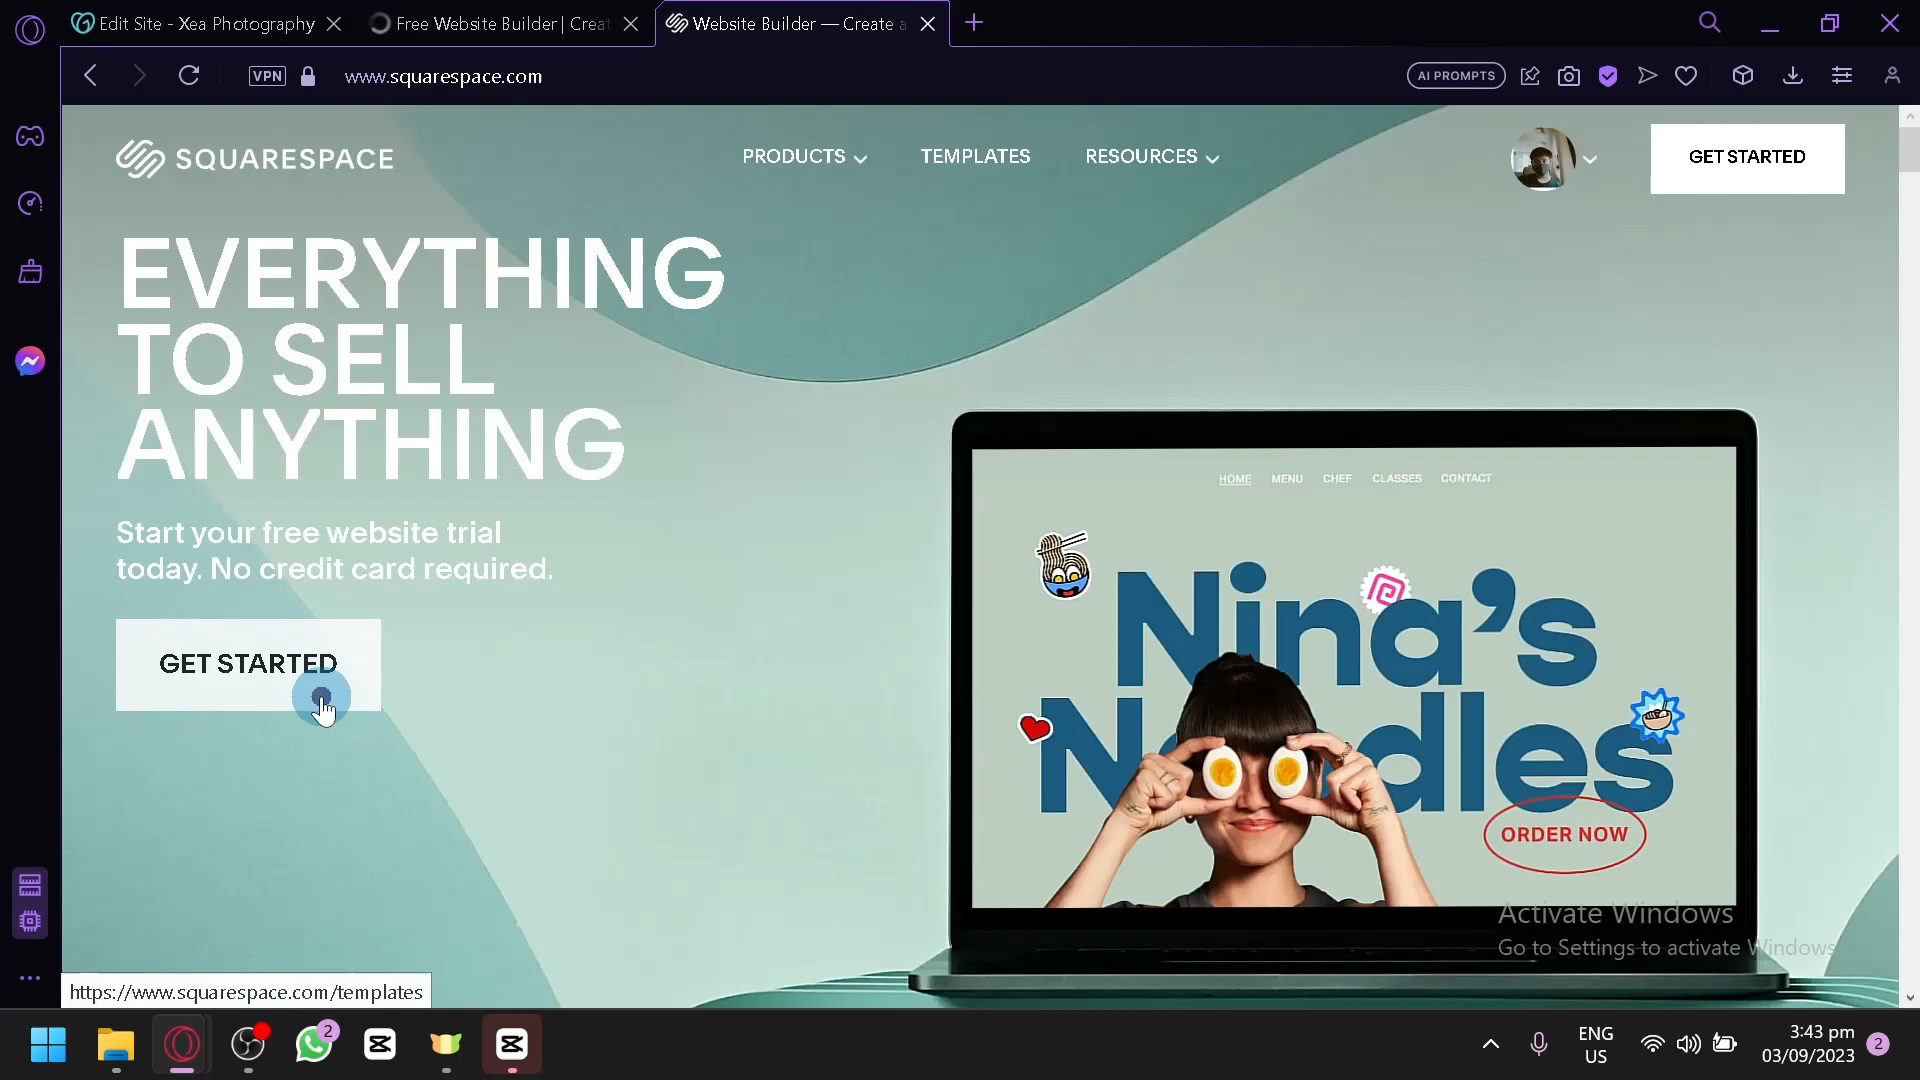 Edit Site - Xea Photography
Free Website Builder | Creat
Website Builder — Create a
VPN
www.squarespace.com
AI PROMPTS
SQUARESPACE
PRODUCTS
TEMPLATES
RESOURCES
GET STARTED
EVERYTHING
TO SELL
ANYTHING
Start your free website trial
today. No credit card required.
GET STARTED
HOME
MENU
CHEF
CLASSES
CONTACT
Nina's
Noodles
ORDER NOW
Activate Windows
Go to Settings to activate Windows.
https://www.squarespace.com/templates
2
ENG
US
3:43 pm
03/09/2023
2